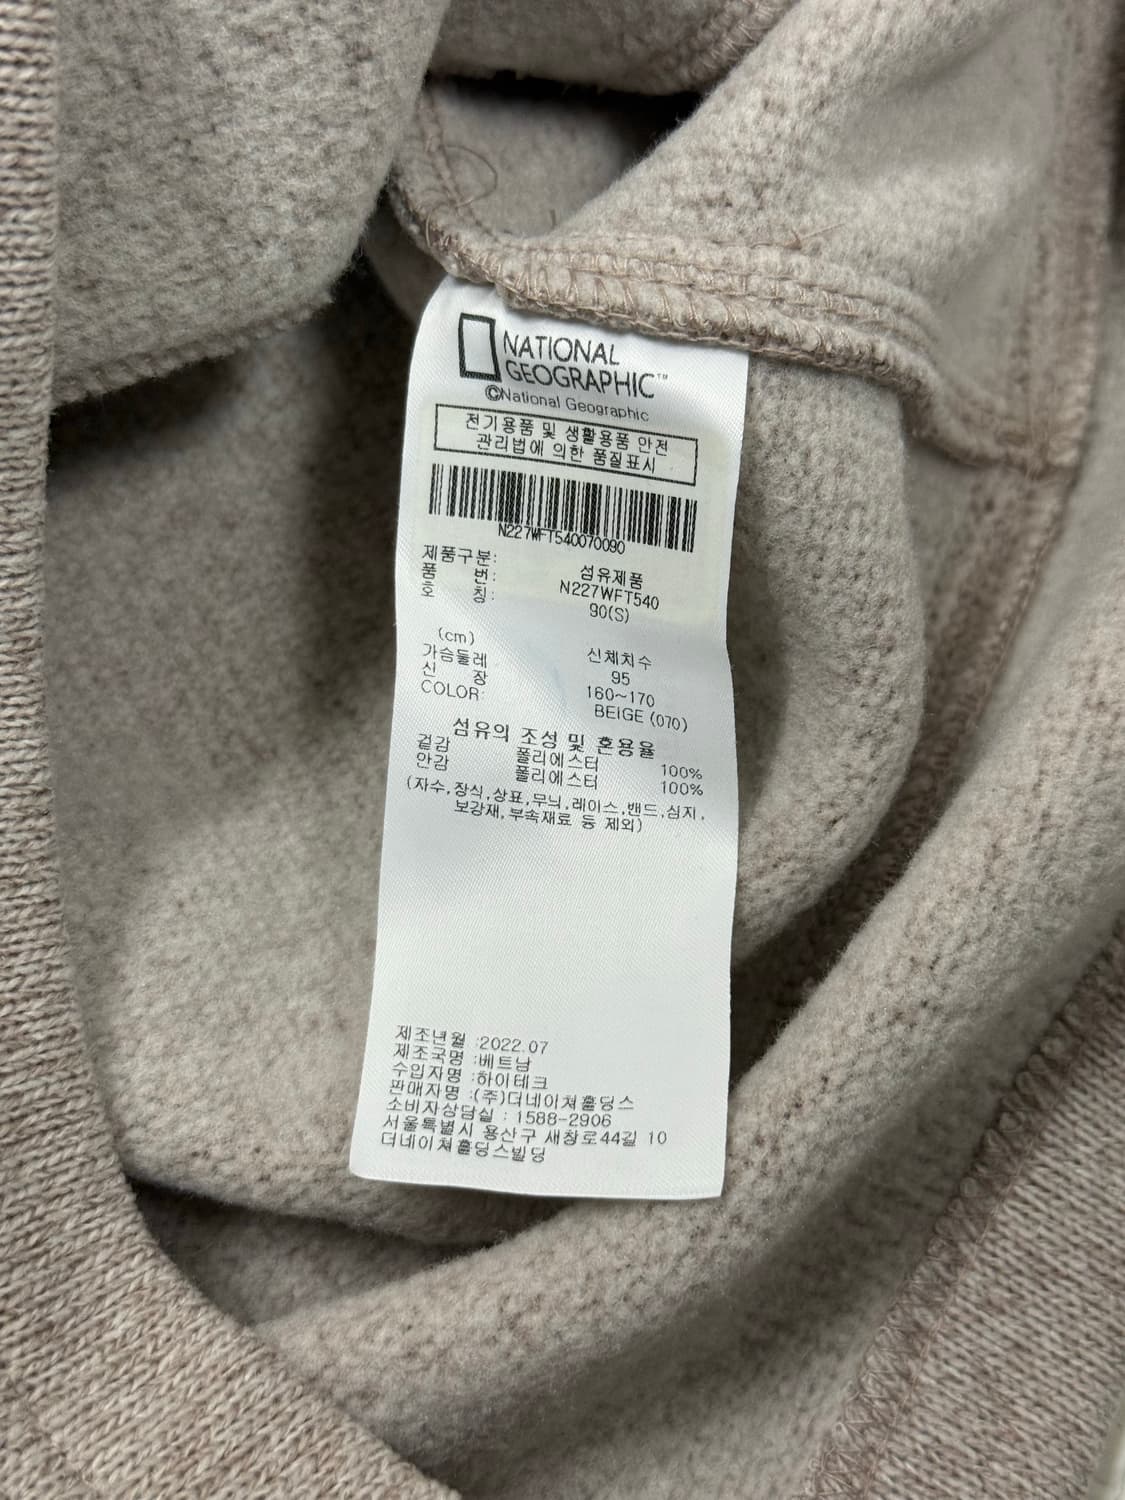 NATIONAL
GEOGRAPHIC™
©National Geographic
전기용품 및 생활용품 안전
관리법에 의한 품질표시
N227WFT540070090
제품구분: 섬유제품
품 번: N227WFT540
호 칭: 90(S)
(cm) 신체치수
가슴둘레 95
신 장 160~170
COLOR: BEIGE (070)
섬유의 조성 및 혼용율
겉감 폴리에스터 100%
안감 폴리에스터 100%
(자수,장식,상표,무늬,레이스,밴드,심지,
보강재,부속재료 등 제외)
제조년월 :2022.07
제조국명 :베트남
수입자명 :하이테크
판매자명 :(주)더네이쳐홀딩스
소비자상담실 : 1588-2906
서울특별시 용산구 새창로44길 10
더네이쳐홀딩스빌딩